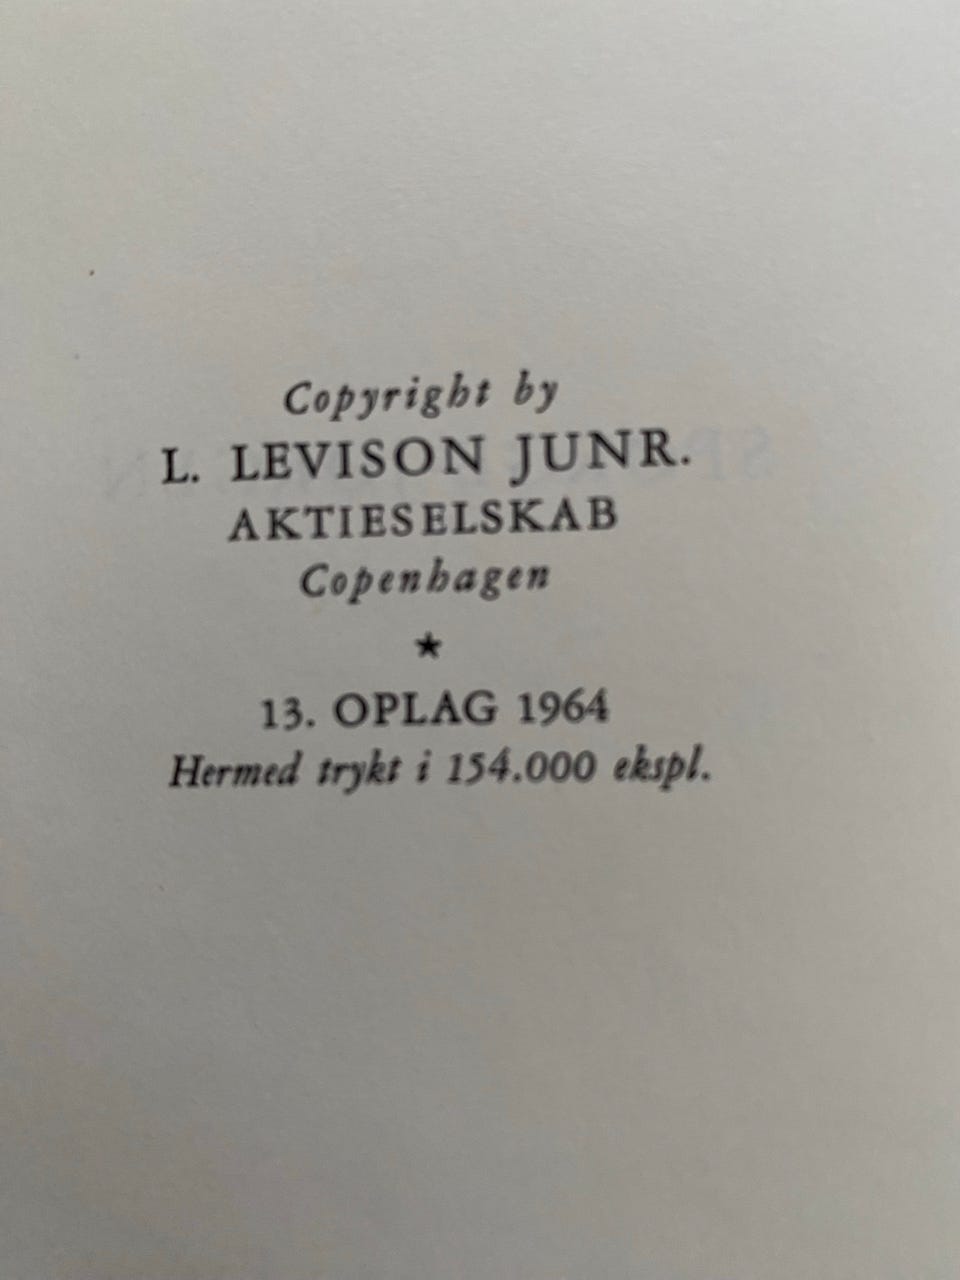 Copyright by
L. LEVISON JUNR.
AKTIESELSKAB
Copenhagen
★
13. OPLAG 1964
Hermed trykt i 154.000 ekspl.